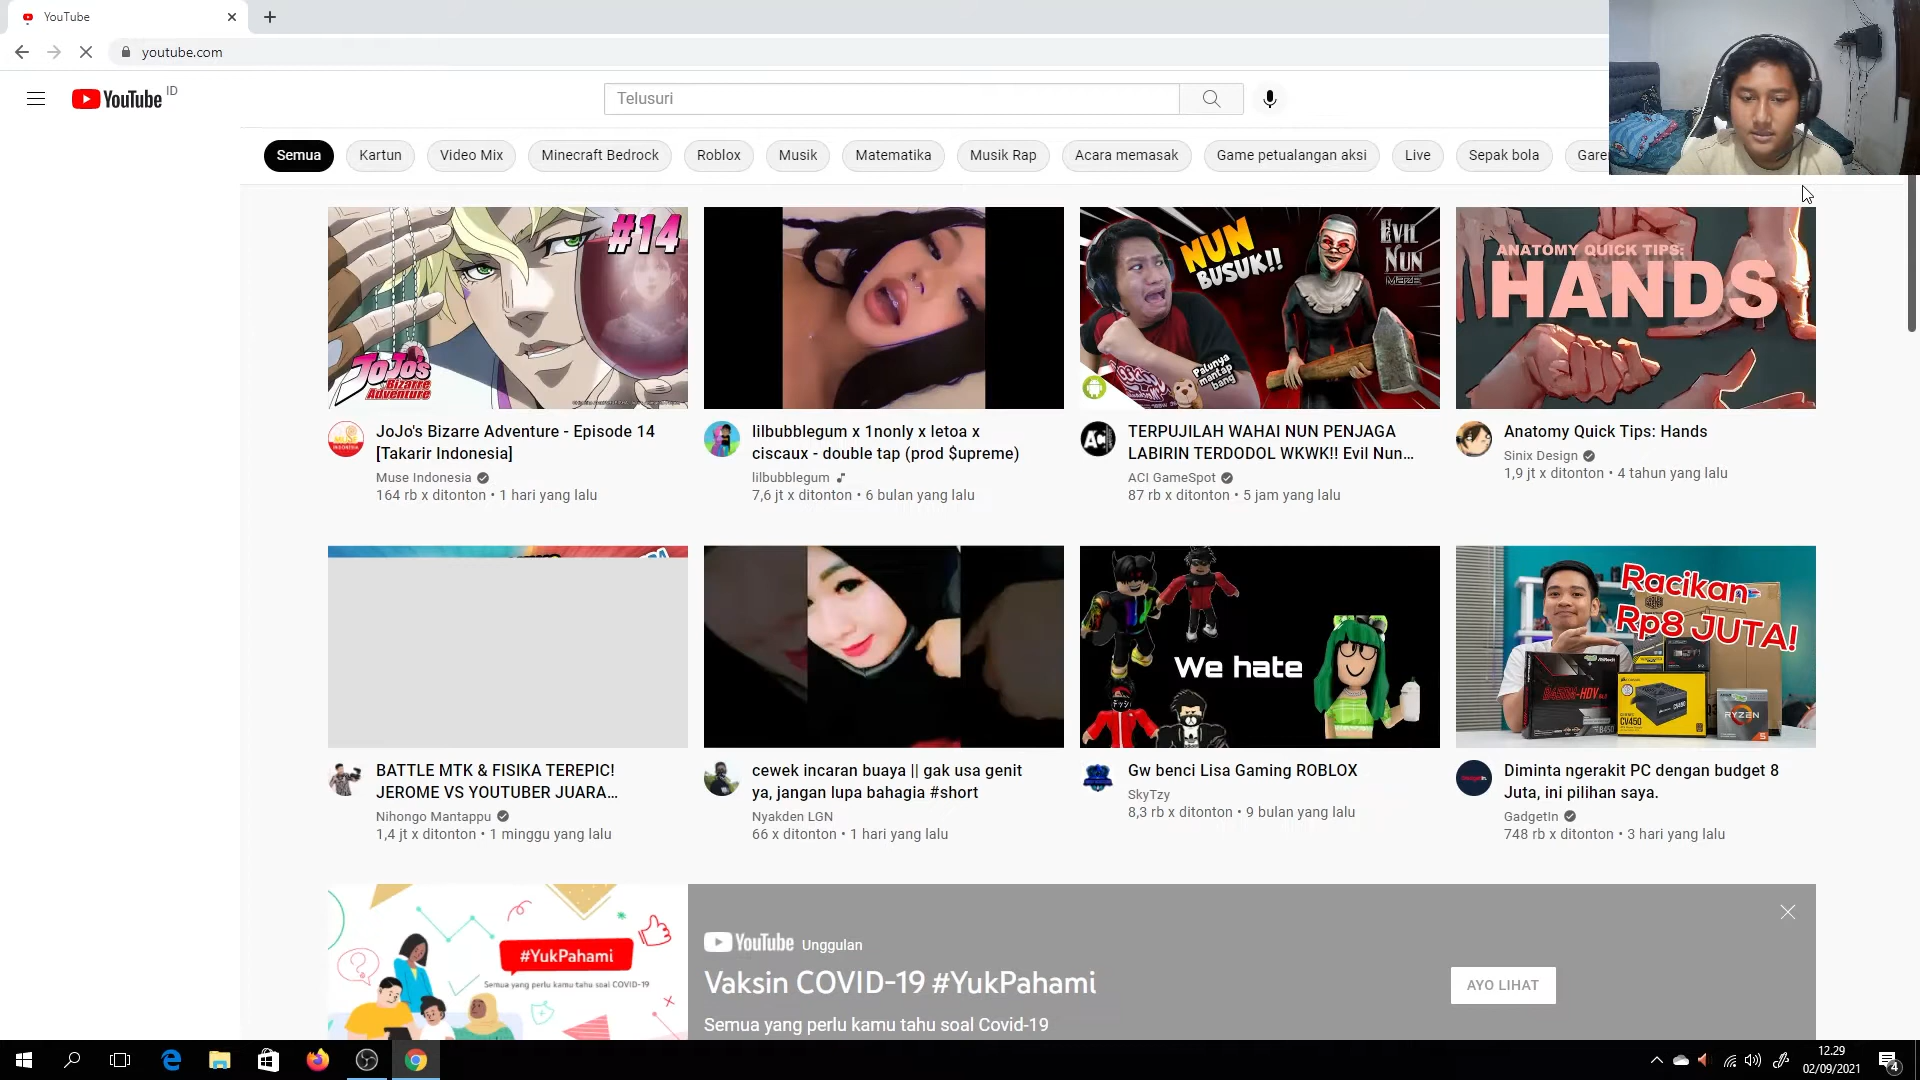 YouTube
youtube.com
YouTube ID
Telusuri
Semua
Kartun
Video Mix
Minecraft Bedrock
Roblox
Musik
Matematika
Musik Rap
Acara memasak
Game petualangan aksi
Live
Sepak bola
#14
JoJo's
Bizarre
Adventure
NUN
BUSUK!!
EVIL
NUN
MAZE
Palunya
mantap
bang
ANATOMY QUICK TIPS:
HANDS
JoJo's Bizarre Adventure - Episode 14
[Takarir Indonesia]
Muse Indonesia
164 rb x ditonton • 1 hari yang lalu
lilbubblegum x 1nonly x letoa x
ciscaux - double tap (prod $upreme)
lilbubblegum
7,6 jt x ditonton • 6 bulan yang lalu
TERPUJILAH WAHAI NUN PENJAGA
LABIRIN TERDODOL WKWK!! Evil Nun...
ACI GameSpot
87 rb x ditonton • 5 jam yang lalu
Anatomy Quick Tips: Hands
Sinix Design
1,9 jt x ditonton • 4 tahun yang lalu
We hate
Racikan
Rp8 JUTA!
CV450
RYZEN
BATTLE MTK & FISIKA TEREPIC!
JEROME VS YOUTUBER JUARA...
Nihongo Mantappu
1,4 jt x ditonton • 1 minggu yang lalu
cewek incaran buaya || gak usa genit
ya, jangan lupa bahagia #short
Nyakden LGN
66 x ditonton • 1 hari yang lalu
Gw benci Lisa Gaming ROBLOX
SkyTzy
8,3 rb x ditonton • 9 bulan yang lalu
Diminta ngerakit PC dengan budget 8
Juta, ini pilihan saya.
GadgetIn
748 rb x ditonton • 3 hari yang lalu
#YukPahami
Semua yang perlu kamu tahu soal COVID-19
YouTube Unggulan
Vaksin COVID-19 #YukPahami
Semua yang perlu kamu tahu soal Covid-19
AYO LIHAT
12.29
02/09/2021
4